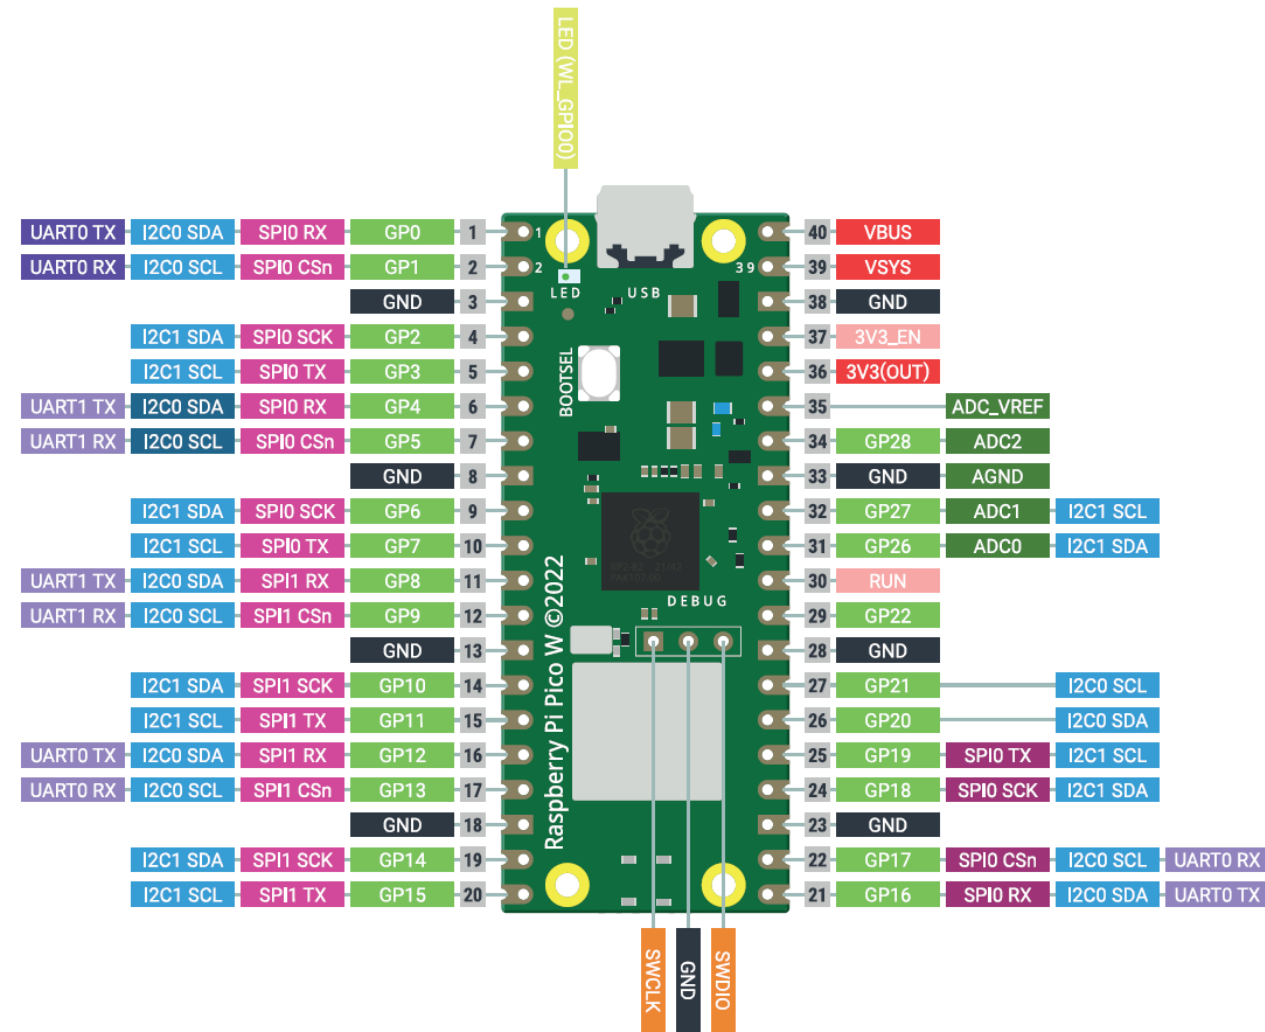 LED (WL_GPIO0)
UART0 TX I2C0 SDA SPI0 RX GP0 1 1 40 VBUS
UART0 RX I2C0 SCL SPI0 CSn GP1 2 2 39 39 VSYS
LED USB
GND 3 38 GND
I2C1 SDA SPI0 SCK GP2 4 37 3V3_EN
I2C1 SCL SPI0 TX GP3 5 36 3V3(OUT)
BOOTSEL
UART1 TX I2C0 SDA SPI0 RX GP4 6 35 ADC_VREF
UART1 RX I2C0 SCL SPI0 CSn GP5 7 34 GP28 ADC2
GND 8 33 GND AGND
I2C1 SDA SPI0 SCK GP6 9 32 GP27 ADC1 I2C1 SCL
I2C1 SCL SPI0 TX GP7 10 31 GP26 ADC0 I2C1 SDA
UART1 TX I2C0 SDA SPI1 RX GP8 11 30 RUN
DEBUG
UART1 RX I2C0 SCL SPI1 CSn GP9 12 29 GP22
GND 13 28 GND
Raspberry Pi Pico W ©2022
I2C1 SDA SPI1 SCK GP10 14 27 GP21 I2C0 SCL
I2C1 SCL SPI1 TX GP11 15 26 GP20 I2C0 SDA
UART0 TX I2C0 SDA SPI1 RX GP12 16 25 GP19 SPI0 TX I2C1 SCL
UART0 RX I2C0 SCL SPI1 CSn GP13 17 24 GP18 SPI0 SCK I2C1 SDA
GND 18 23 GND
I2C1 SDA SPI1 SCK GP14 19 22 GP17 SPI0 CSn I2C0 SCL UART0 RX
I2C1 SCL SPI1 TX GP15 20 21 GP16 SPI0 RX I2C0 SDA UART0 TX
SWCLK
GND
SWDIO